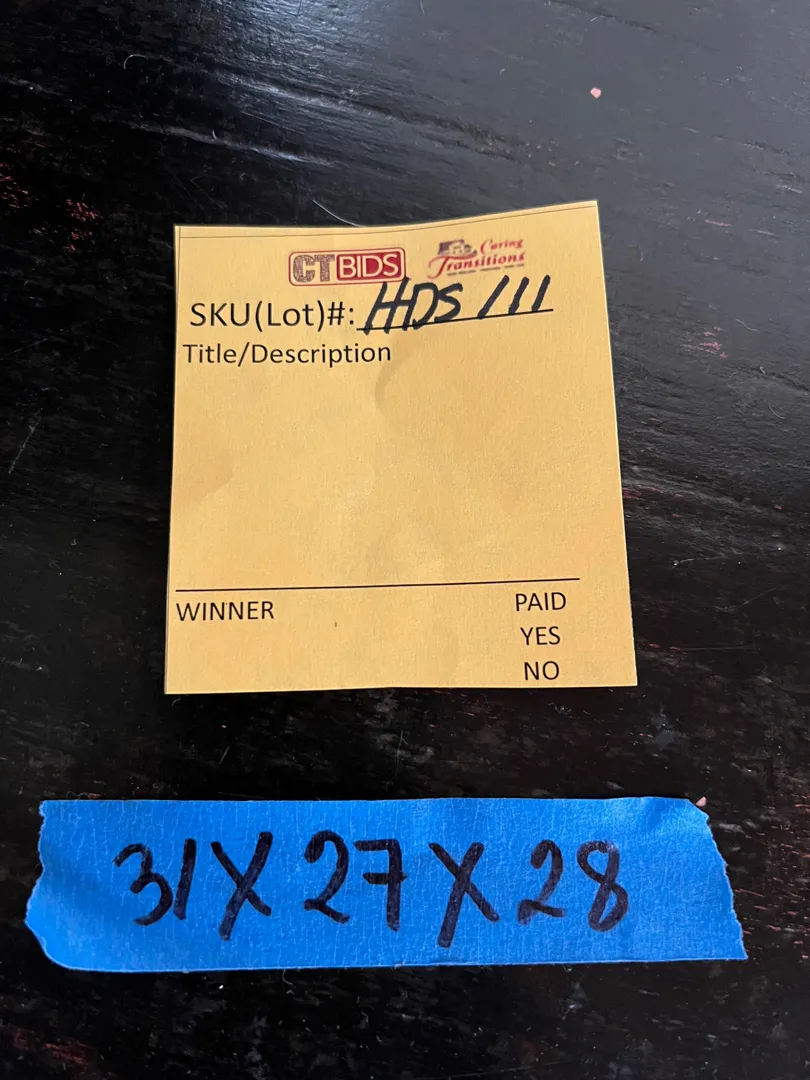 CTBIDS Caring Transitions
SKU(Lot)#: HDS 111
Title/Description
WINNER PAID
YES
NO
31X27X28